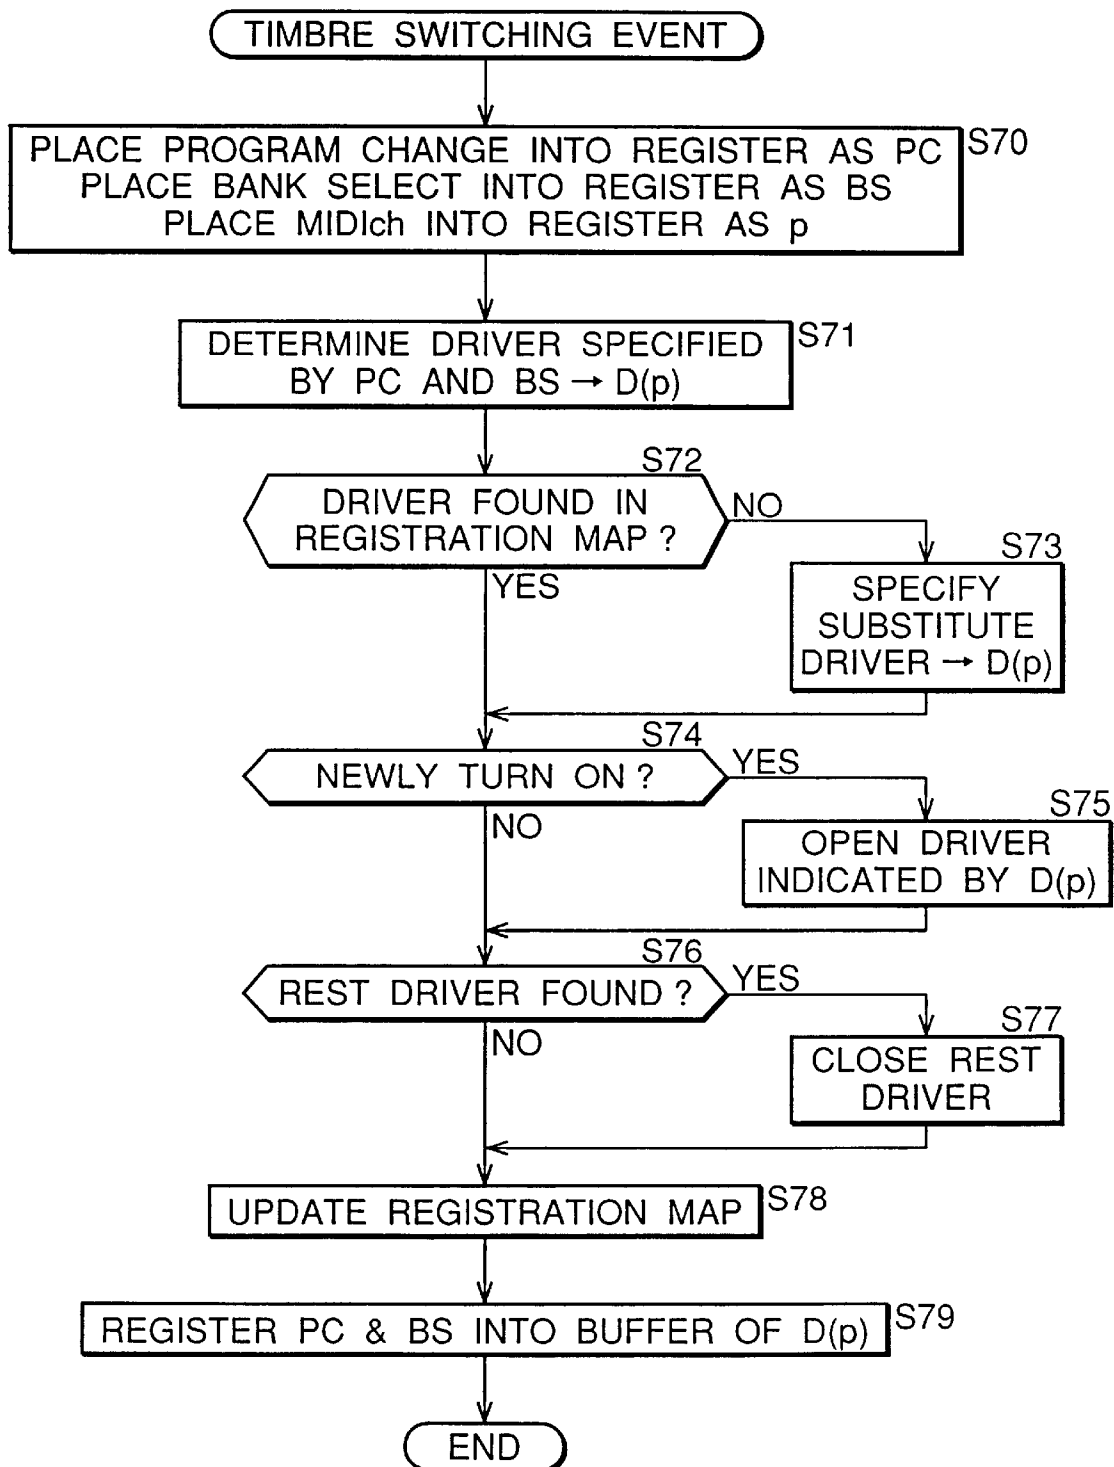 TIMBRE SWITCHING EVENT
S70
PLACE PROGRAM CHANGE INTO REGISTER AS PC
PLACE BANK SELECT INTO REGISTER AS BS
PLACE MIDIch INTO REGISTER AS p
S71
DETERMINE DRIVER SPECIFIED
BY PC AND BS → D(p)
S72
DRIVER FOUND IN
REGISTRATION MAP ?
NO
YES
S73
SPECIFY
SUBSTITUTE
DRIVER → D(p)
S74
NEWLY TURN ON ?
YES
NO
S75
OPEN DRIVER
INDICATED BY D(p)
S76
REST DRIVER FOUND ?
YES
NO
S77
CLOSE REST
DRIVER
UPDATE REGISTRATION MAP
S78
REGISTER PC & BS INTO BUFFER OF D(p)
S79
END